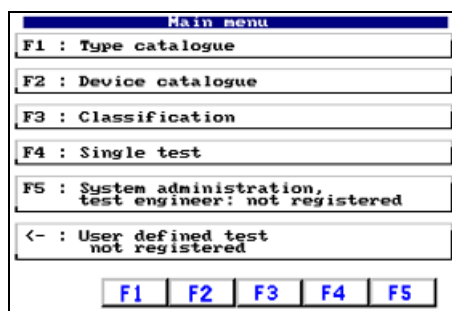 Main menu
F1 : Type catalogue
F2 : Device catalogue
F3 : Classification
F4 : Single test
F5 : System administration,
test engineer: not registered
<- : User defined test
not registered
F1 F2 F3 F4 F5